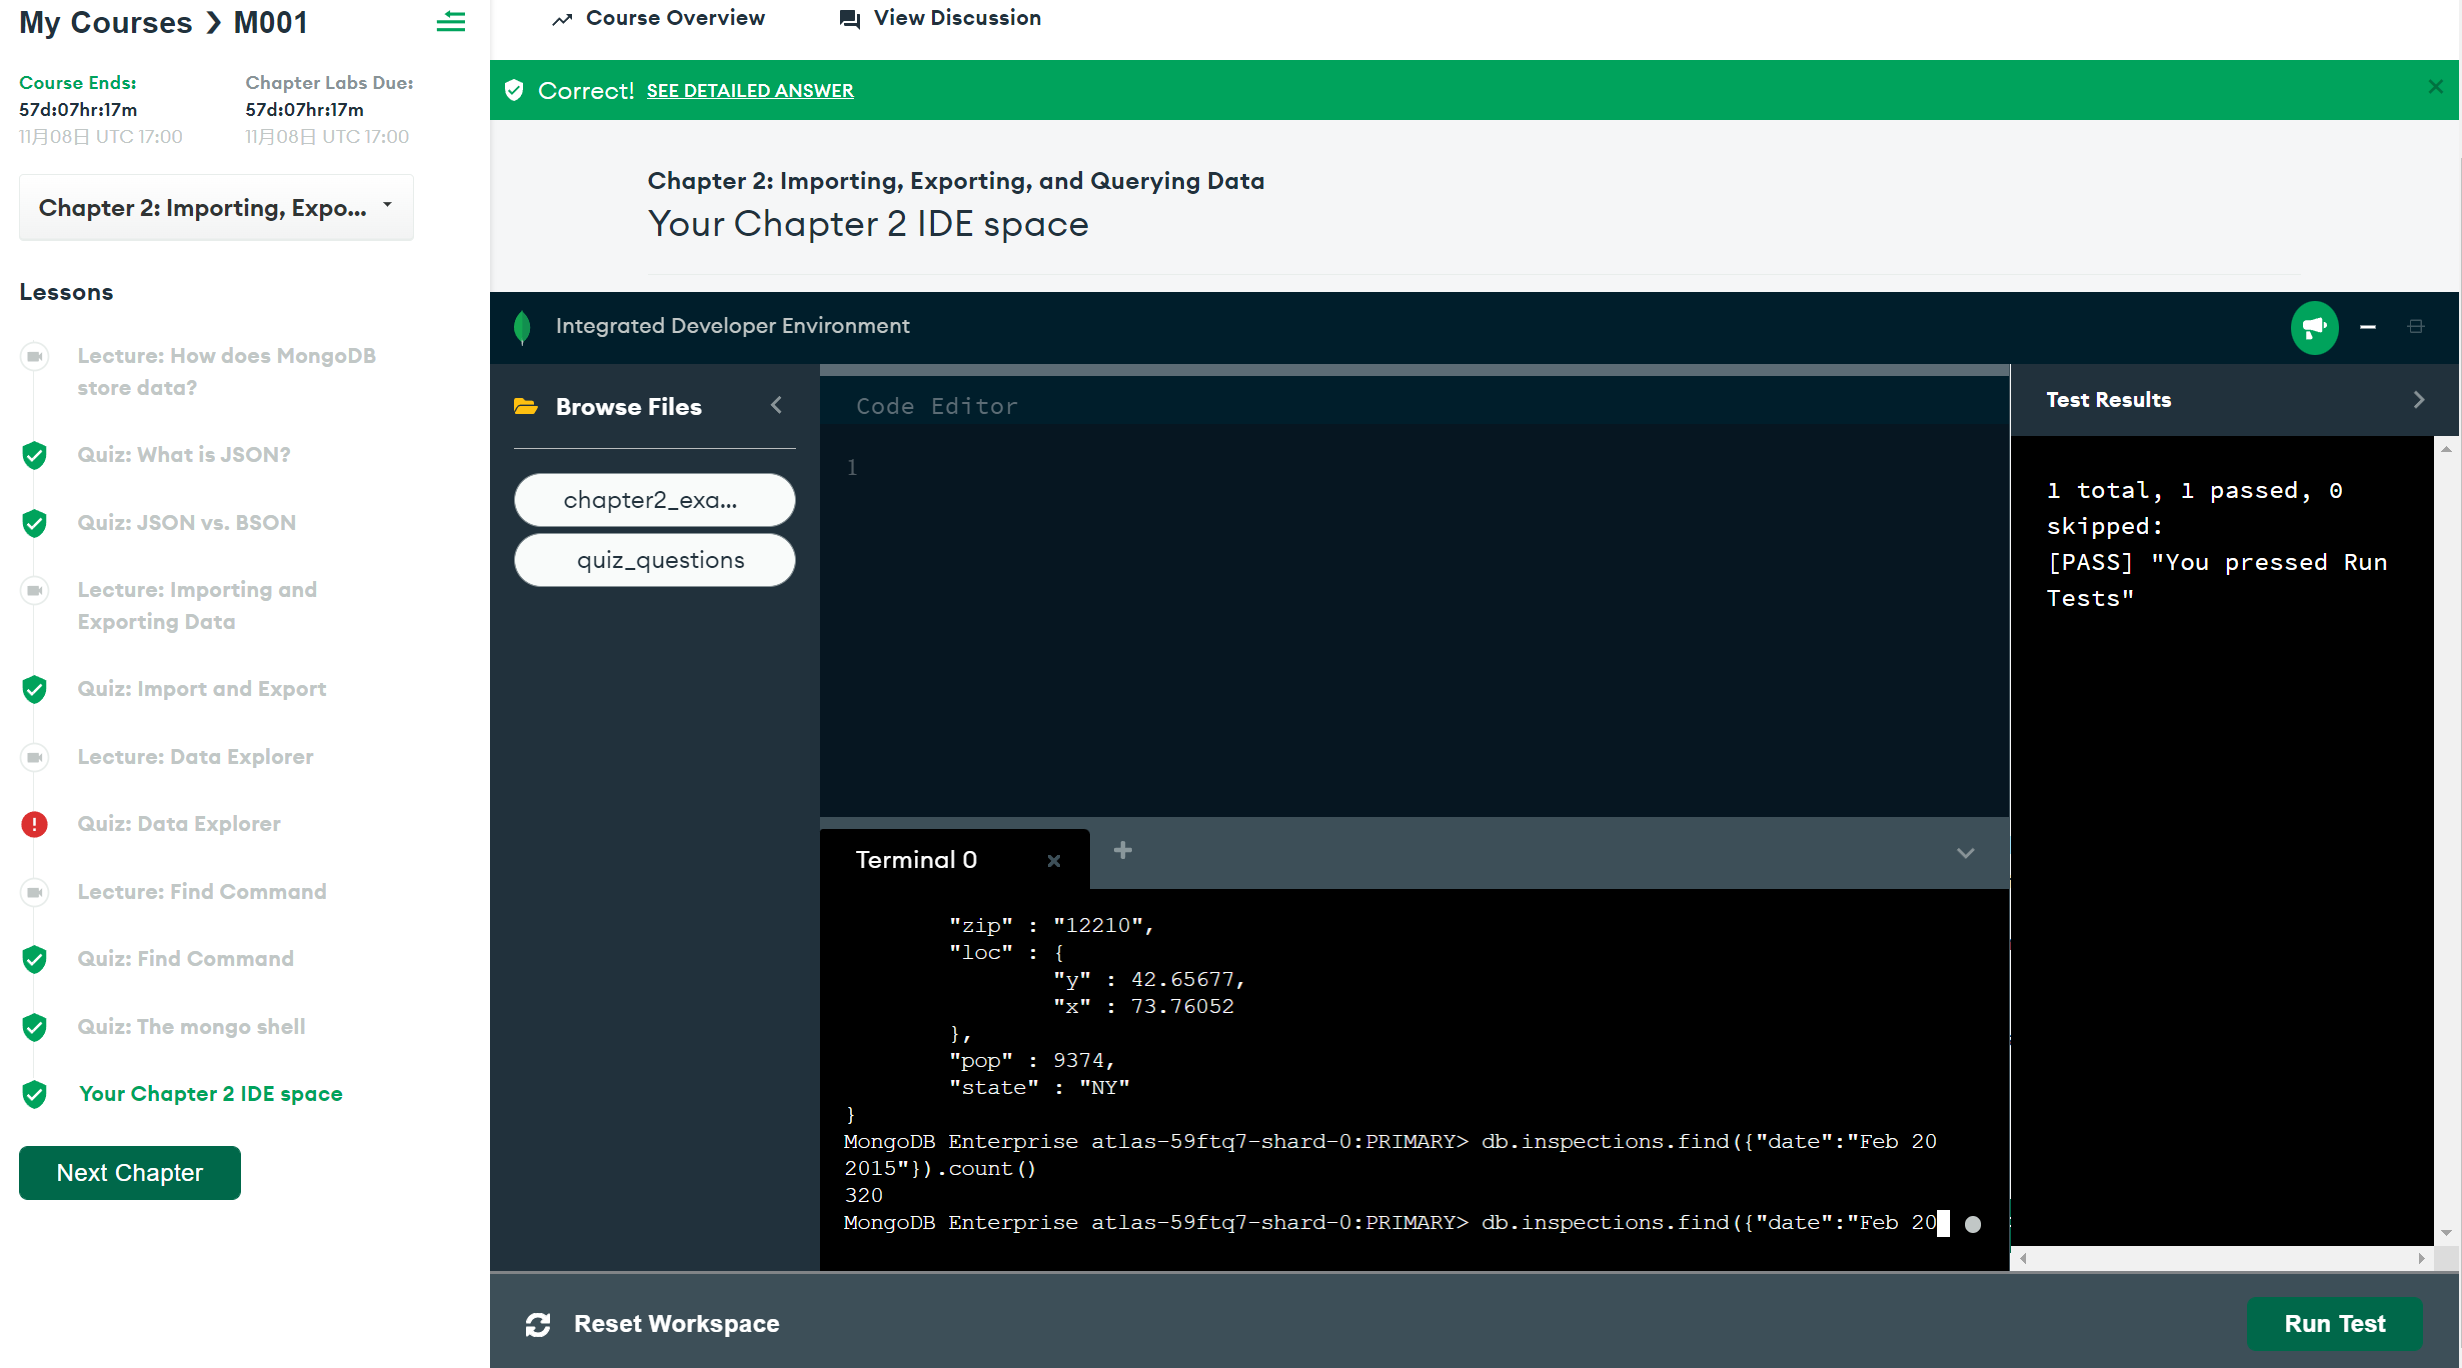 My Courses ❯ M001
Course Ends:
57d:07hr:17m
11月08日 UTC 17:00
Chapter Labs Due:
57d:07hr:17m
11月08日 UTC 17:00
Chapter 2: Importing, Expo...
Lessons
Lecture: How does MongoDB
store data?
Quiz: What is JSON?
Quiz: JSON vs. BSON
Lecture: Importing and
Exporting Data
Quiz: Import and Export
Lecture: Data Explorer
Quiz: Data Explorer
Lecture: Find Command
Quiz: Find Command
Quiz: The mongo shell
Your Chapter 2 IDE space
Next Chapter
Course Overview
View Discussion
Correct! SEE DETAILED ANSWER
Chapter 2: Importing, Exporting, and Querying Data
Your Chapter 2 IDE space
Integrated Developer Environment
Browse Files
chapter2_exa...
quiz_questions
Code Editor
1
Terminal 0
"zip" : "12210",
"loc" : {
"y" : 42.65677,
"x" : 73.76052
},
"pop" : 9374,
"state" : "NY"
}
MongoDB Enterprise atlas-59ftq7-shard-0:PRIMARY> db.inspections.find({"date":"Feb 20
2015"}).count()
320
MongoDB Enterprise atlas-59ftq7-shard-0:PRIMARY> db.inspections.find({"date":"Feb 20
Test Results
1 total, 1 passed, 0
skipped:
[PASS] "You pressed Run
Tests"
Reset Workspace
Run Test